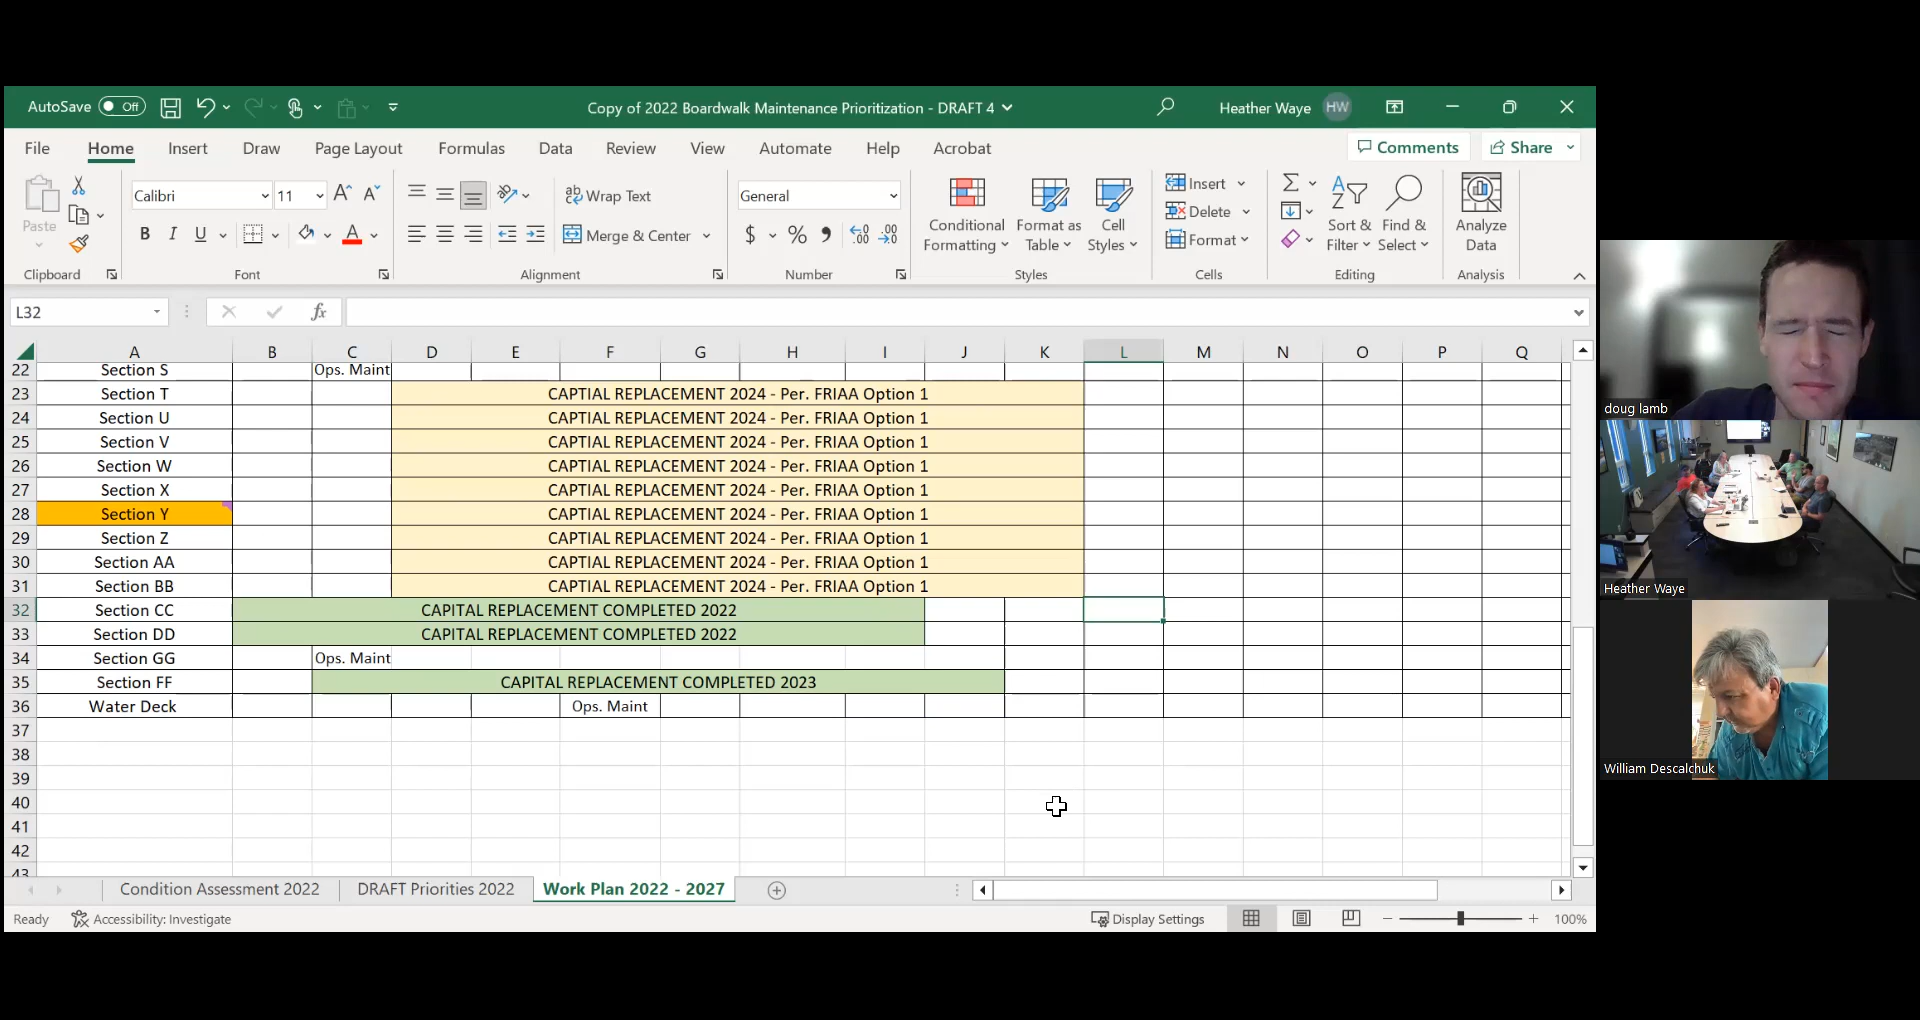 AutoSave Off Copy of 2022 Boardwalk Maintenance Prioritization - DRAFT 4 Heather Waye HW
File Home Insert Draw Page Layout Formulas Data Review View Automate Help Acrobat Comments Share
Paste Calibri 11 A A ab Wrap Text General Conditional Formatting Format as Table Cell Styles Insert Delete Format Sort & Filter Find & Select Analyze Data
B I U A Merge & Center $ % 9 .00 .00 .0
Clipboard Font Alignment Number Styles Cells Editing Analysis
L32 fx
A B C D E F G H I J K L M N O P Q
22 Section S Ops. Maint
23 Section T CAPTIAL REPLACEMENT 2024 - Per. FRIAA Option 1
24 Section U CAPTIAL REPLACEMENT 2024 - Per. FRIAA Option 1
25 Section V CAPTIAL REPLACEMENT 2024 - Per. FRIAA Option 1
26 Section W CAPTIAL REPLACEMENT 2024 - Per. FRIAA Option 1
27 Section X CAPTIAL REPLACEMENT 2024 - Per. FRIAA Option 1
28 Section Y CAPTIAL REPLACEMENT 2024 - Per. FRIAA Option 1
29 Section Z CAPTIAL REPLACEMENT 2024 - Per. FRIAA Option 1
30 Section AA CAPTIAL REPLACEMENT 2024 - Per. FRIAA Option 1
31 Section BB CAPTIAL REPLACEMENT 2024 - Per. FRIAA Option 1
32 Section CC CAPITAL REPLACEMENT COMPLETED 2022
33 Section DD CAPITAL REPLACEMENT COMPLETED 2022
34 Section GG Ops. Maint
35 Section FF CAPITAL REPLACEMENT COMPLETED 2023
36 Water Deck Ops. Maint
37
38
39
40
41
42
43
Condition Assessment 2022 DRAFT Priorities 2022 Work Plan 2022 - 2027
Ready Accessibility: Investigate Display Settings 100%
doug lamb
Heather Waye
William Descalchuk